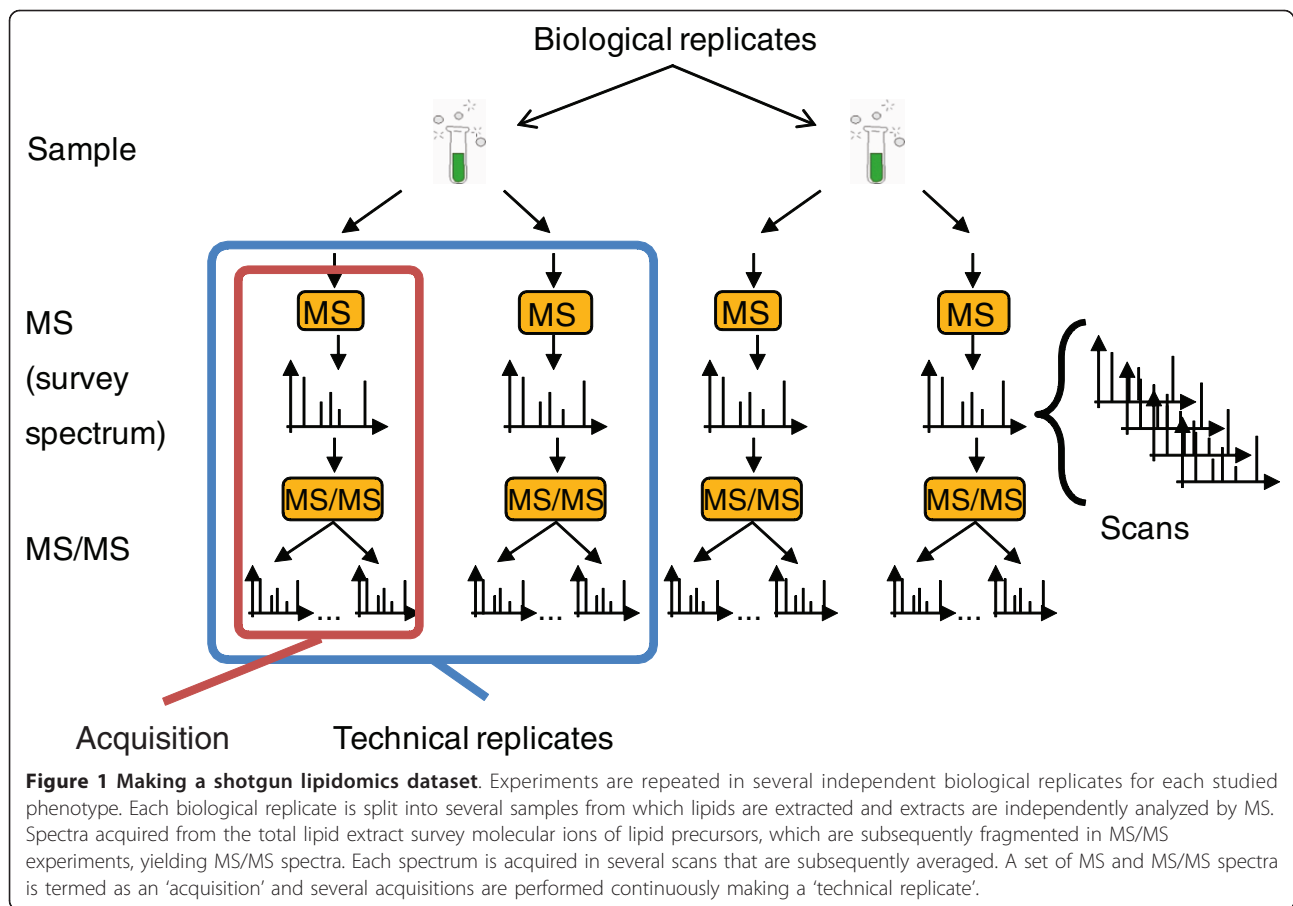 Biological replicates
Sample
MS MS MS MS
MS
(survey
spectrum)
MS/MS MS/MS MS/MS MS/MS
Scans
MS/MS
... ... ... ...
Acquisition Technical replicates
Figure 1 Making a shotgun lipidomics dataset. Experiments are repeated in several independent biological replicates for each studied
phenotype. Each biological replicate is split into several samples from which lipids are extracted and extracts are independently analyzed by MS.
Spectra acquired from the total lipid extract survey molecular ions of lipid precursors, which are subsequently fragmented in MS/MS
experiments, yielding MS/MS spectra. Each spectrum is acquired in several scans that are subsequently averaged. A set of MS and MS/MS spectra
is termed as an ‘acquisition’ and several acquisitions are performed continuously making a ‘technical replicate’.